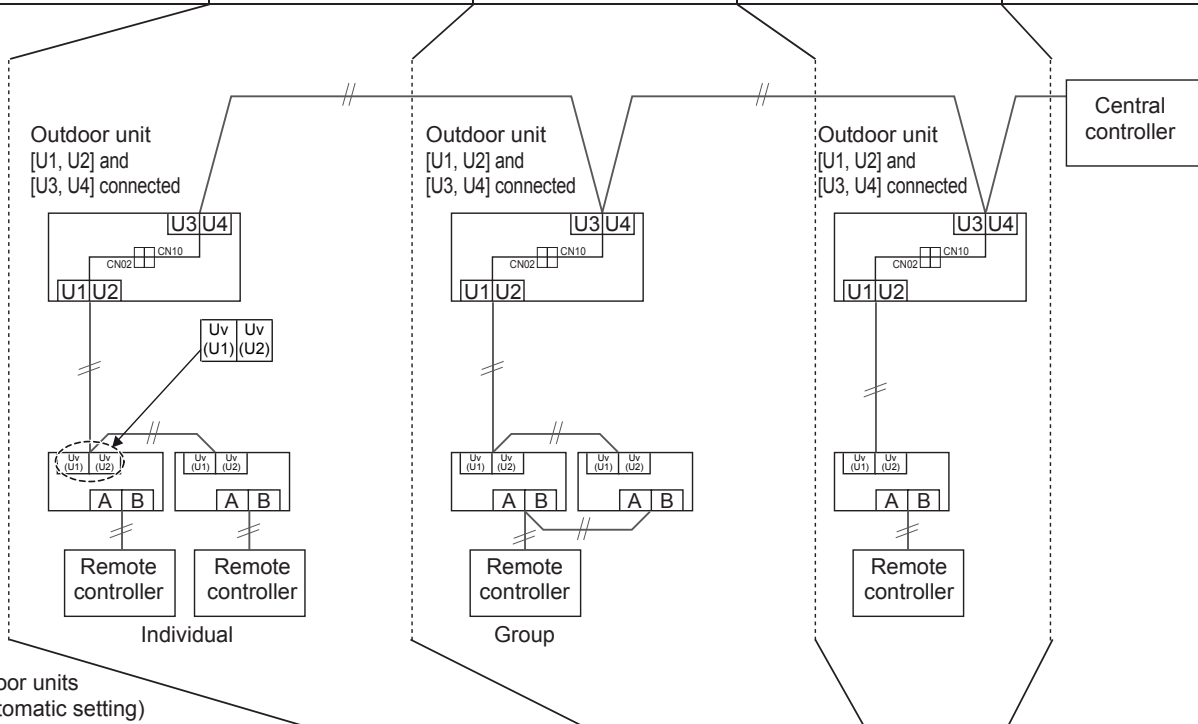 Central
controller
Outdoor unit
[U1, U2] and
[U3, U4] connected
Outdoor unit
[U1, U2] and
[U3, U4] connected
Outdoor unit
[U1, U2] and
[U3, U4] connected
U3 U4
U3 U4
U3 U4
CN10
CN02
CN10
CN02
CN10
CN02
U1 U2
U1 U2
U1 U2
Uv Uv
(U1) (U2)
Uv Uv
(U1) (U2)
Uv Uv
(U1) (U2)
Uv Uv
(U1) (U2)
Uv Uv
(U1) (U2)
Uv Uv
(U1) (U2)
A B
A B
A B
A B
A B
Remote
controller
Remote
controller
Remote
controller
Remote
controller
Individual
Group
units
setting)